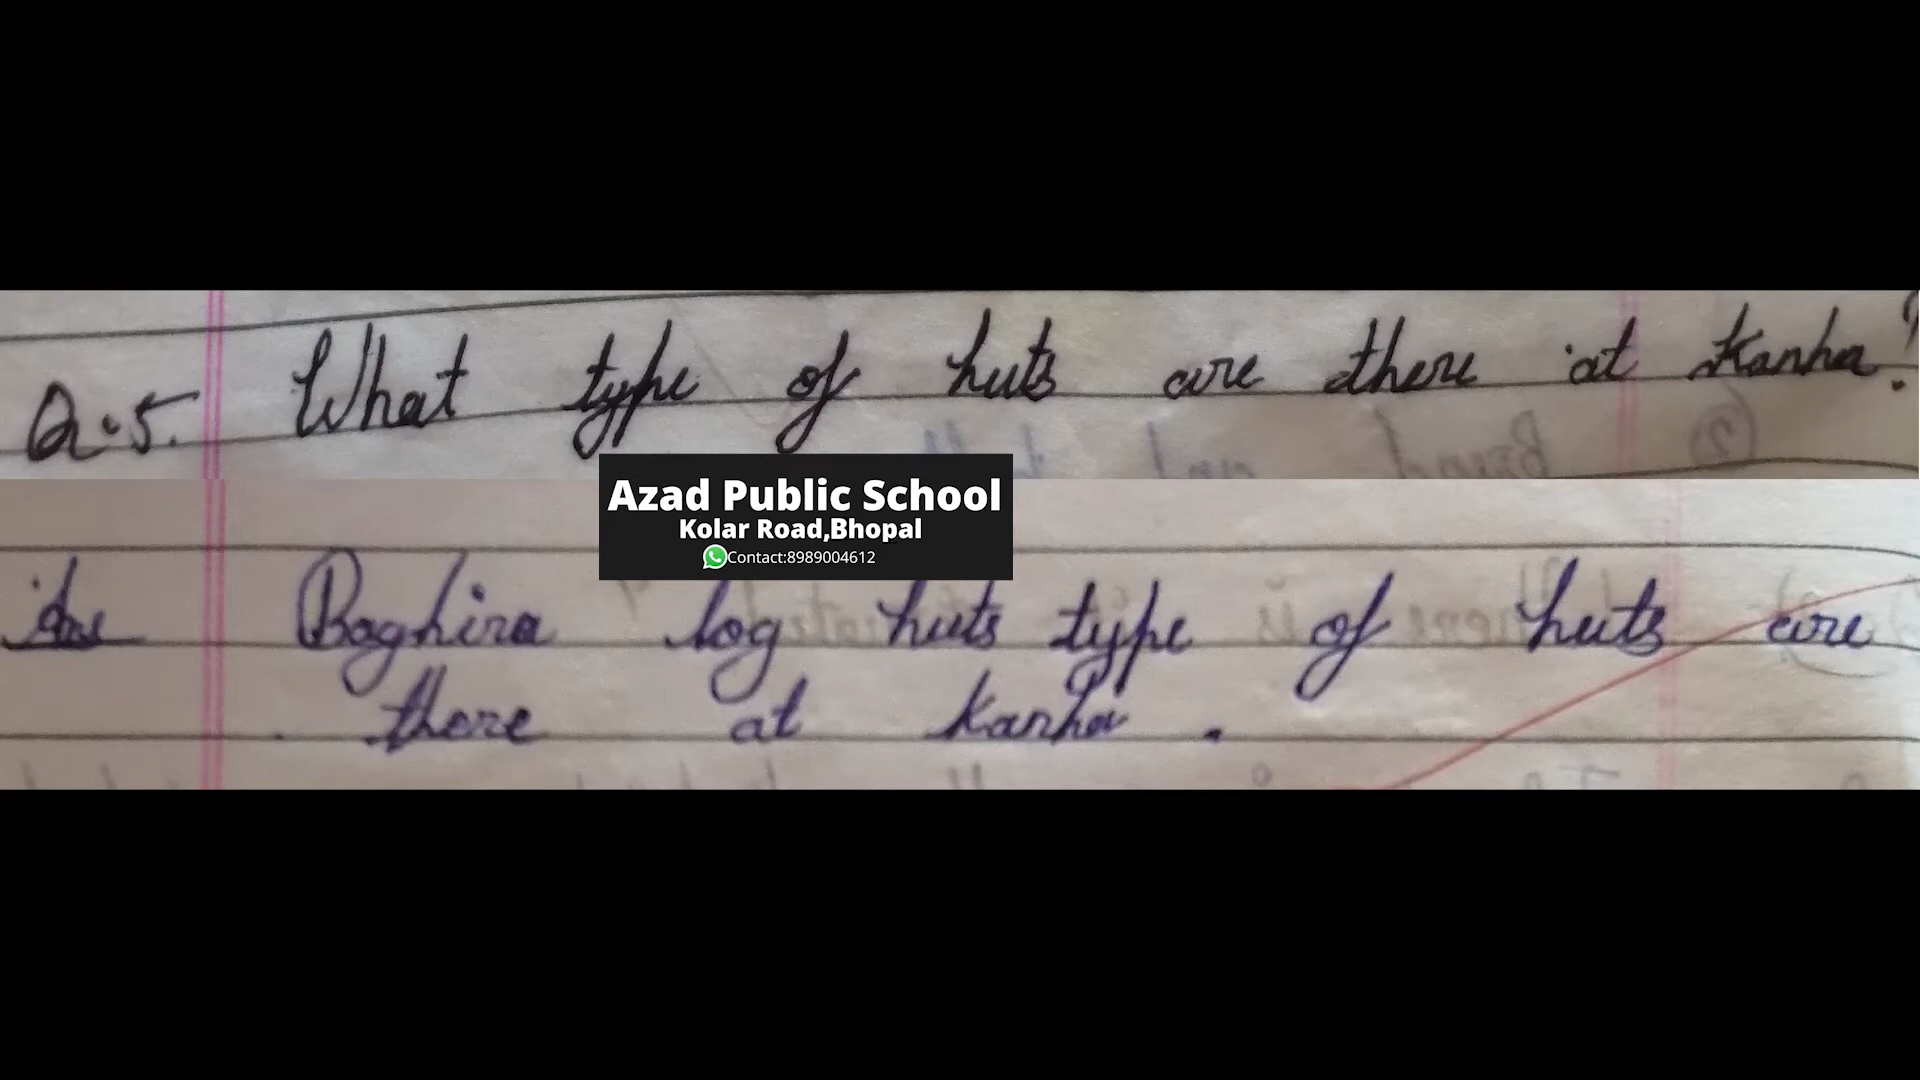 Q.5. What type of huts are there at Kanha?
Azad Public School
Kolar Road,Bhopal
Contact:8989004612
Ans Baghira log huts type of huts are
there at Kanha.